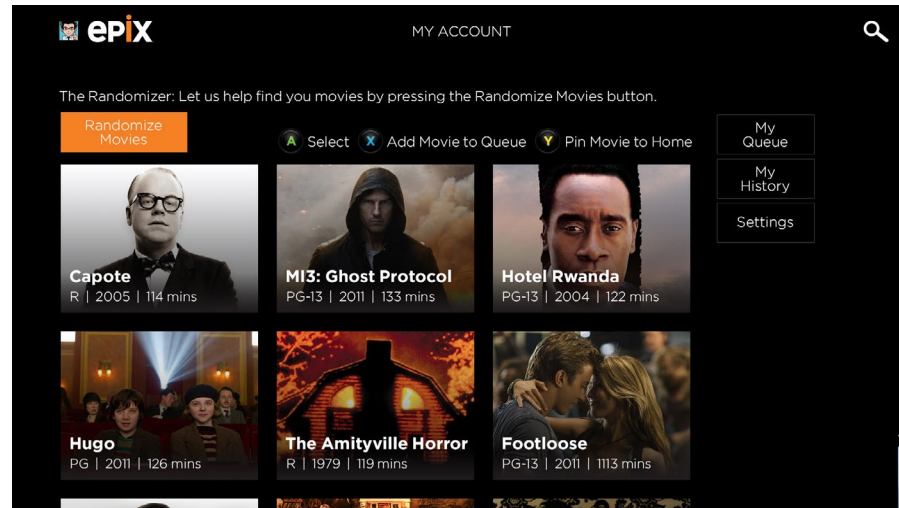 epix
MY ACCOUNT
The Randomizer: Let us help find you movies by pressing the Randomize Movies button.
Randomize
Movies
A Select X Add Movie to Queue Y Pin Movie to Home
My
Queue
My
History
Settings
Capote
R | 2005 | 114 mins
MI3: Ghost Protocol
PG-13 | 2011 | 133 mins
Hotel Rwanda
PG-13 | 2004 | 122 mins
Hugo
PG | 2011 | 126 mins
The Amityville Horror
R | 1979 | 119 mins
Footloose
PG-13 | 2011 | 1113 mins